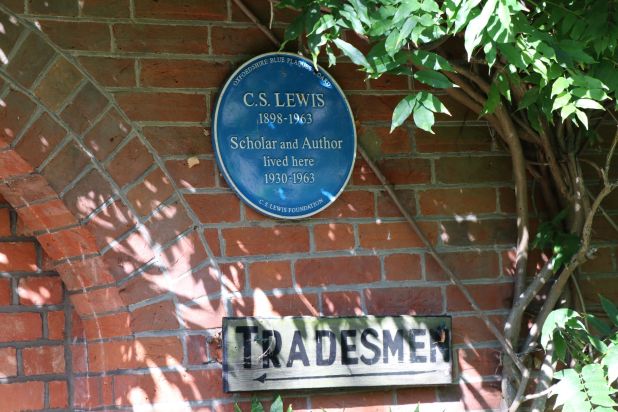 OXFORDSHIRE BLUE PLAQUES BOARD
C.S. LEWIS
1898-1963
Scholar and Author
lived here
1930-1963
C.S. LEWIS FOUNDATION
TRADESMEN